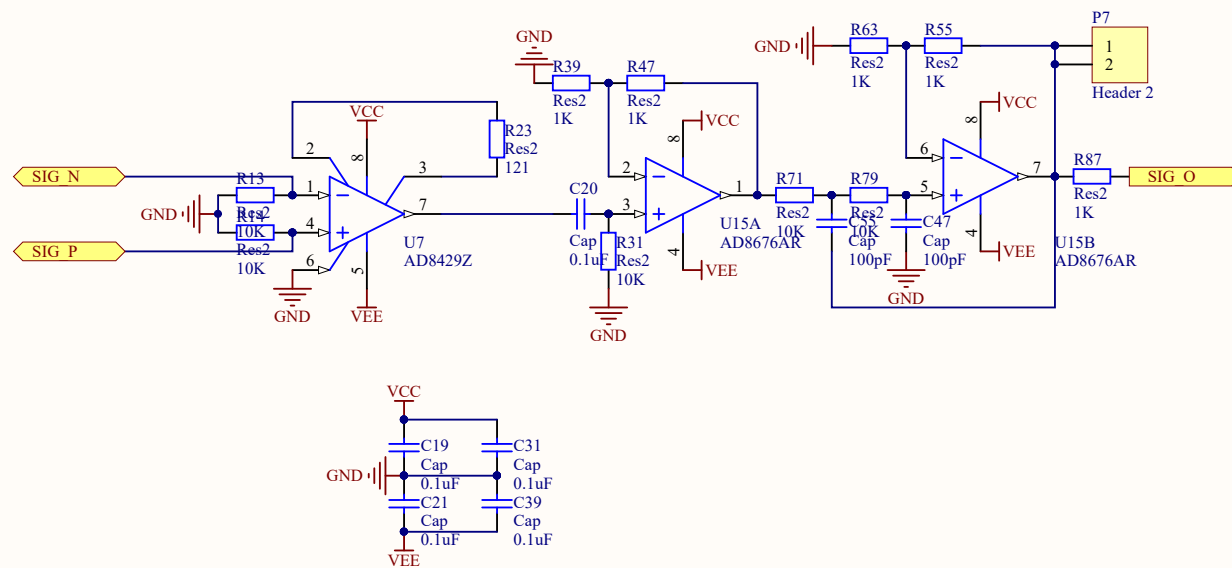 P7
R63
R55
GND
1
2
Res2
1K
Res2
1K
Header 2
GND
R39
R47
Res2
1K
Res2
1K
VCC
8
VCC
R23
Res2
121
2
8
3
VCC
8
SIG_N
R13
Res2
10K
1
7
GND
R14
Res2
10K
4
SIG_P
6
5
U7
AD8429Z
GND
VEE
C20
Cap
0.1uF
2
3
1
R31
Res2
10K
GND
4
VEE
U15A
AD8676AR
R71
Res2
10K
R79
Res2
10K
C55
Cap
100pF
C47
Cap
100pF
GND
6
5
7
4
VEE
U15B
AD8676AR
R87
Res2
1K
SIG_O
VCC
C19
Cap
0.1uF
C31
Cap
0.1uF
GND
C21
Cap
0.1uF
C39
Cap
0.1uF
VEE